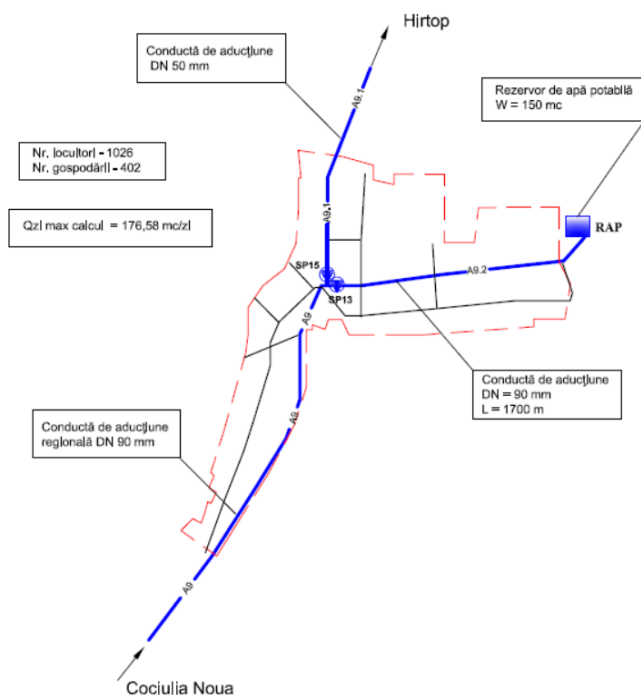 Hirtop
Conductă de aducţiune
DN 50 mm
Rezervor de apă potabilă
W = 150 mc
A9.1
Nr. locuitori - 1026
Nr. gospodării - 402
Qzi max calcul = 176,58 mc/zi
A9.1
RAP
SP15
A9.2
SP13
A9
Conductă de aducţiune
DN = 90 mm
L = 1700 m
A9
Conductă de aducţiune
regională DN 90 mm
A9
Cociulia Noua